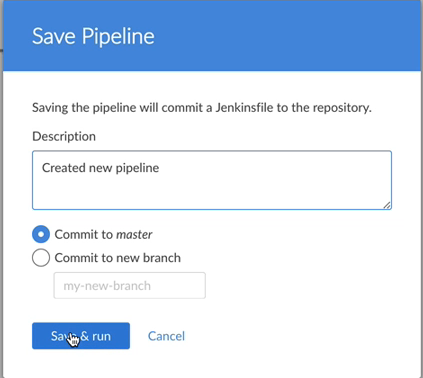 Save Pipeline
Saving the pipeline will commit a Jenkinsfile to the repository.
Description
Created new pipeline
Commit to master
Commit to new branch
my-new-branch
Save & run
Cancel